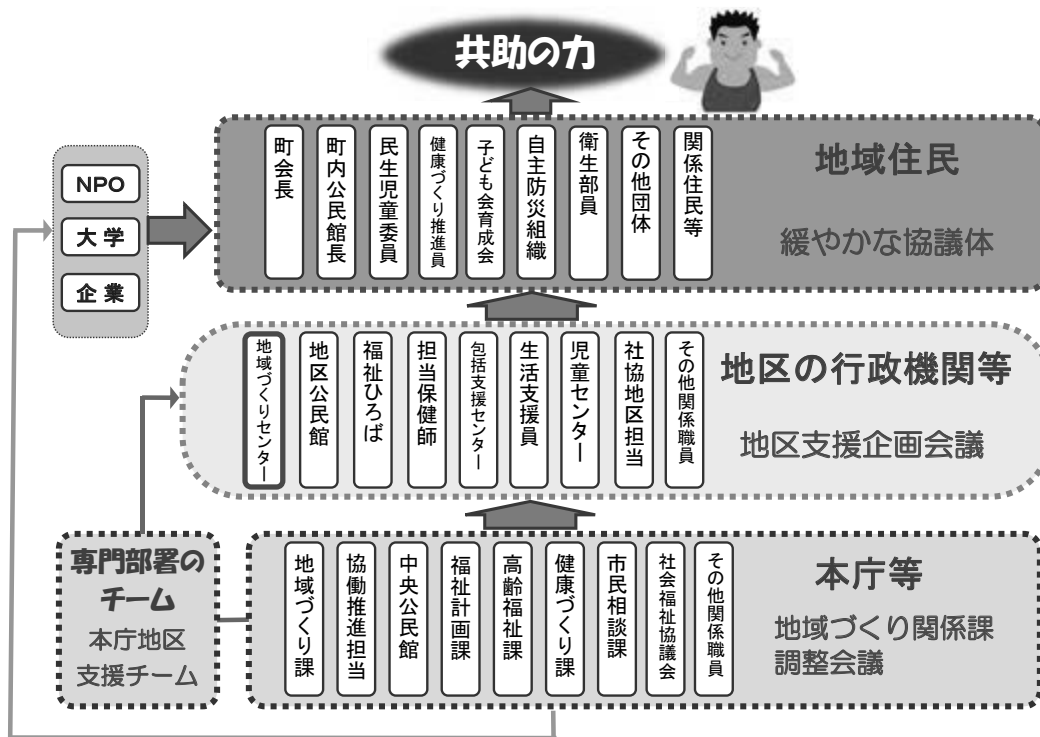 共助の力
NPO
大学
企業
町会長
町内公民館長
民生児童委員
健康づくり推進員
子ども会育成会
自主防災組織
衛生部員
その他団体
関係住民等
地域住民
緩やかな協議体
地域づくりセンター
地区公民館
福祉ひろば
担当保健師
包括支援センター
生活支援員
児童センター
社協地区担当
その他関係職員
地区の行政機関等
地区支援企画会議
専門部署の
チーム
本庁地区
支援チーム
地域づくり課
協働推進担当
中央公民館
福祉計画課
高齢福祉課
健康づくり課
市民相談課
社会福祉協議会
その他関係職員
本庁等
地域づくり関係課
調整会議